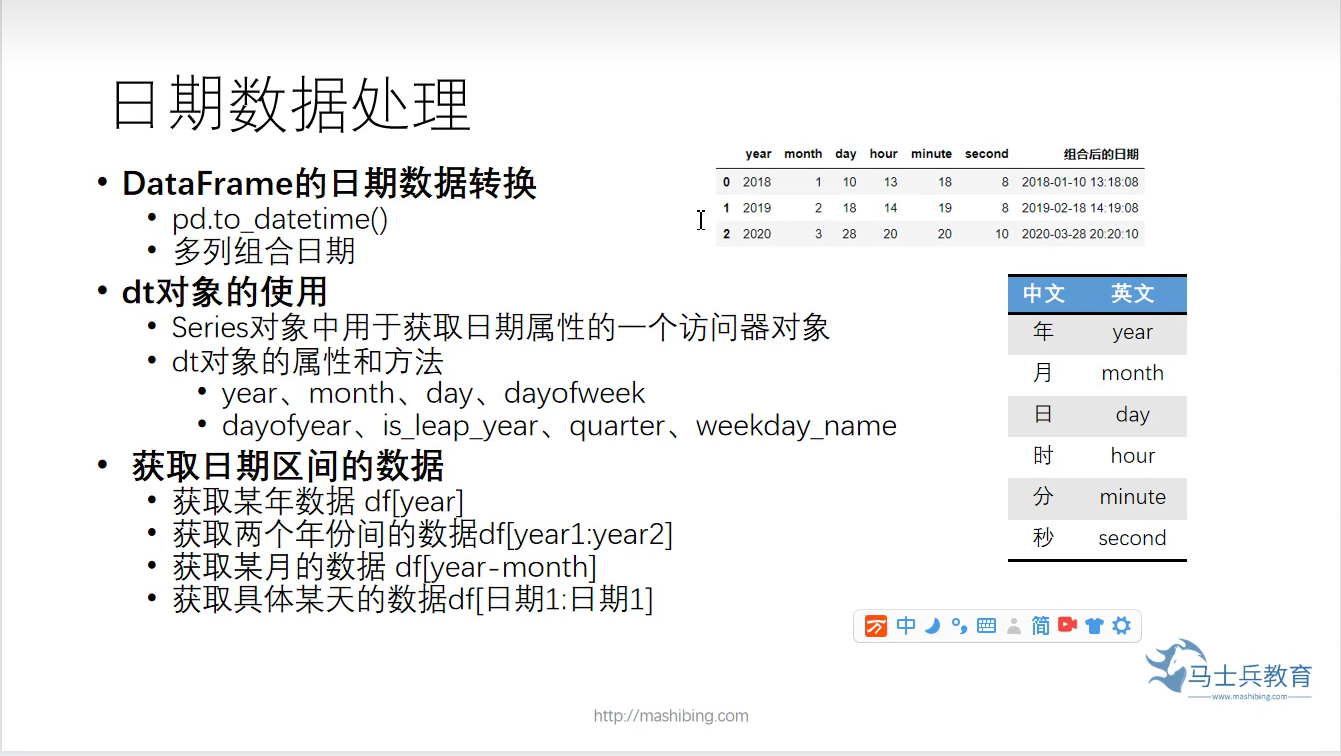 日期数据处理
• DataFrame的日期数据转换
• pd.to_datetime()
• 多列组合日期
• dt对象的使用
• Series对象中用于获取日期属性的一个访问器对象
• dt对象的属性和方法
• year、month、day、dayofweek
• dayofyear、is_leap_year、quarter、weekday_name
• 获取日期区间的数据
• 获取某年数据 df[year]
• 获取两个年份间的数据df[year1:year2]
• 获取某月的数据 df[year-month]
• 获取具体某天的数据df[日期1:日期1]
year month day hour minute second 组合后的日期
0 2018 1 10 13 18 8 2018-01-10 13:18:08
1 2019 2 18 14 19 8 2019-02-18 14:19:08
2 2020 3 28 20 20 10 2020-03-28 20:20:10
中文 英文
年 year
月 month
日 day
时 hour
分 minute
秒 second
万 中 简
马士兵教育
www.mashibing.com
http://mashibing.com